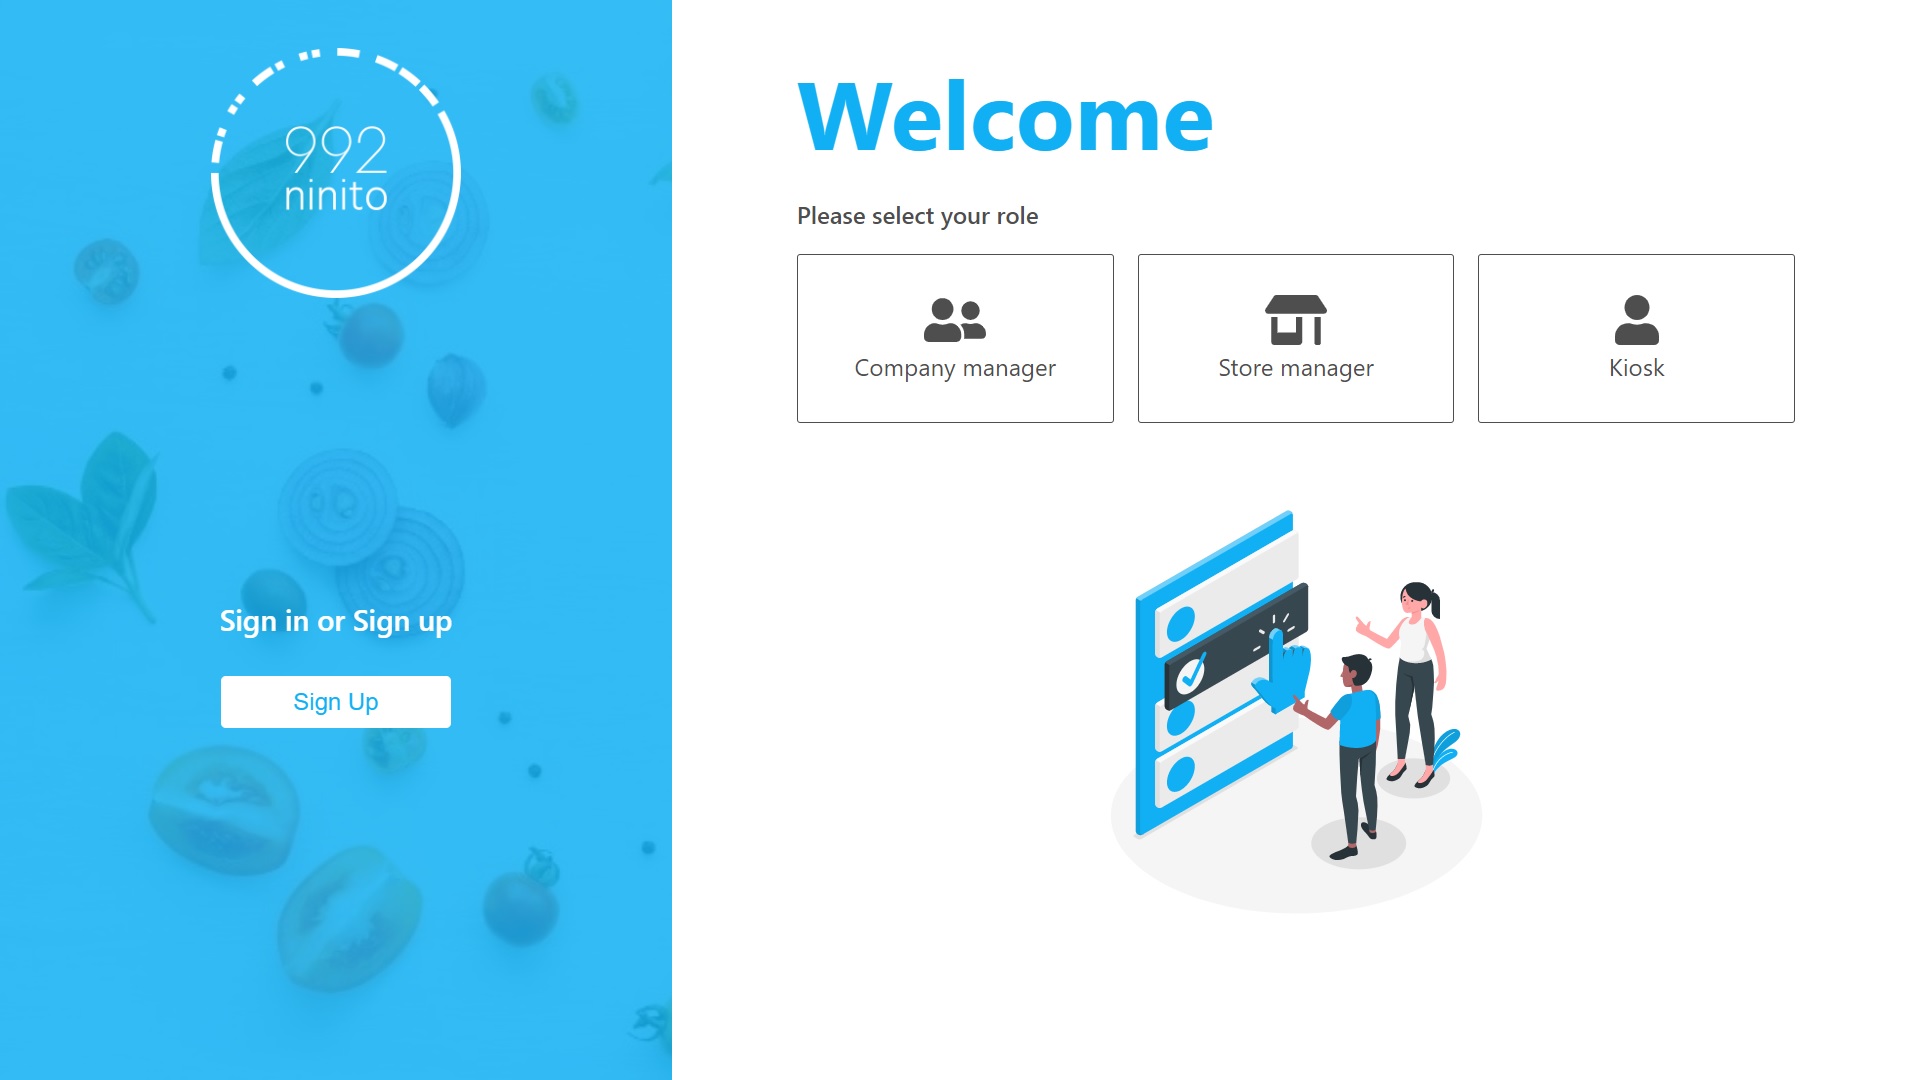 992
ninito
Sign in or Sign up
Sign Up
Welcome
Please select your role
Company manager
Store manager
Kiosk